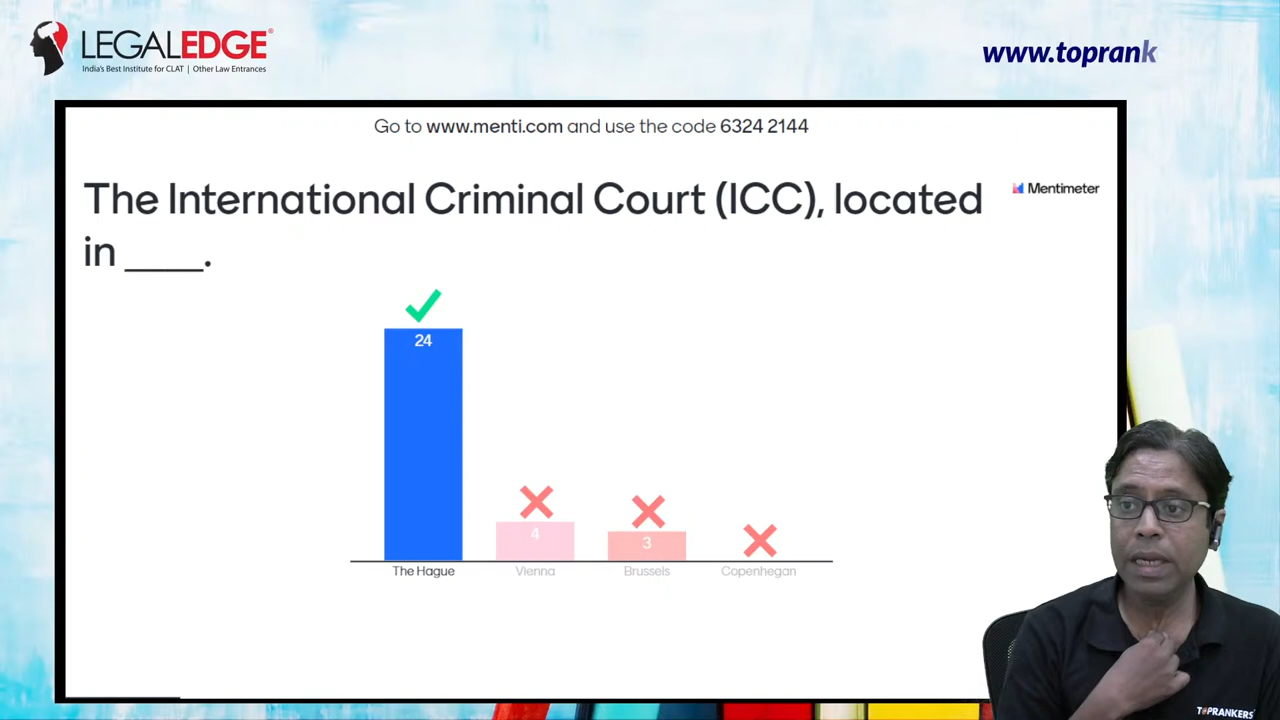 LEGALEDGE®
India's Best Institute for CLAT | Other Law Entrances
www.toprank
Go to www.menti.com and use the code 6324 2144
The International Criminal Court (ICC), located
in ____.
Mentimeter
24
4
3
The Hague
Vienna
Brussels
Copenhegan
TOPRANKERS